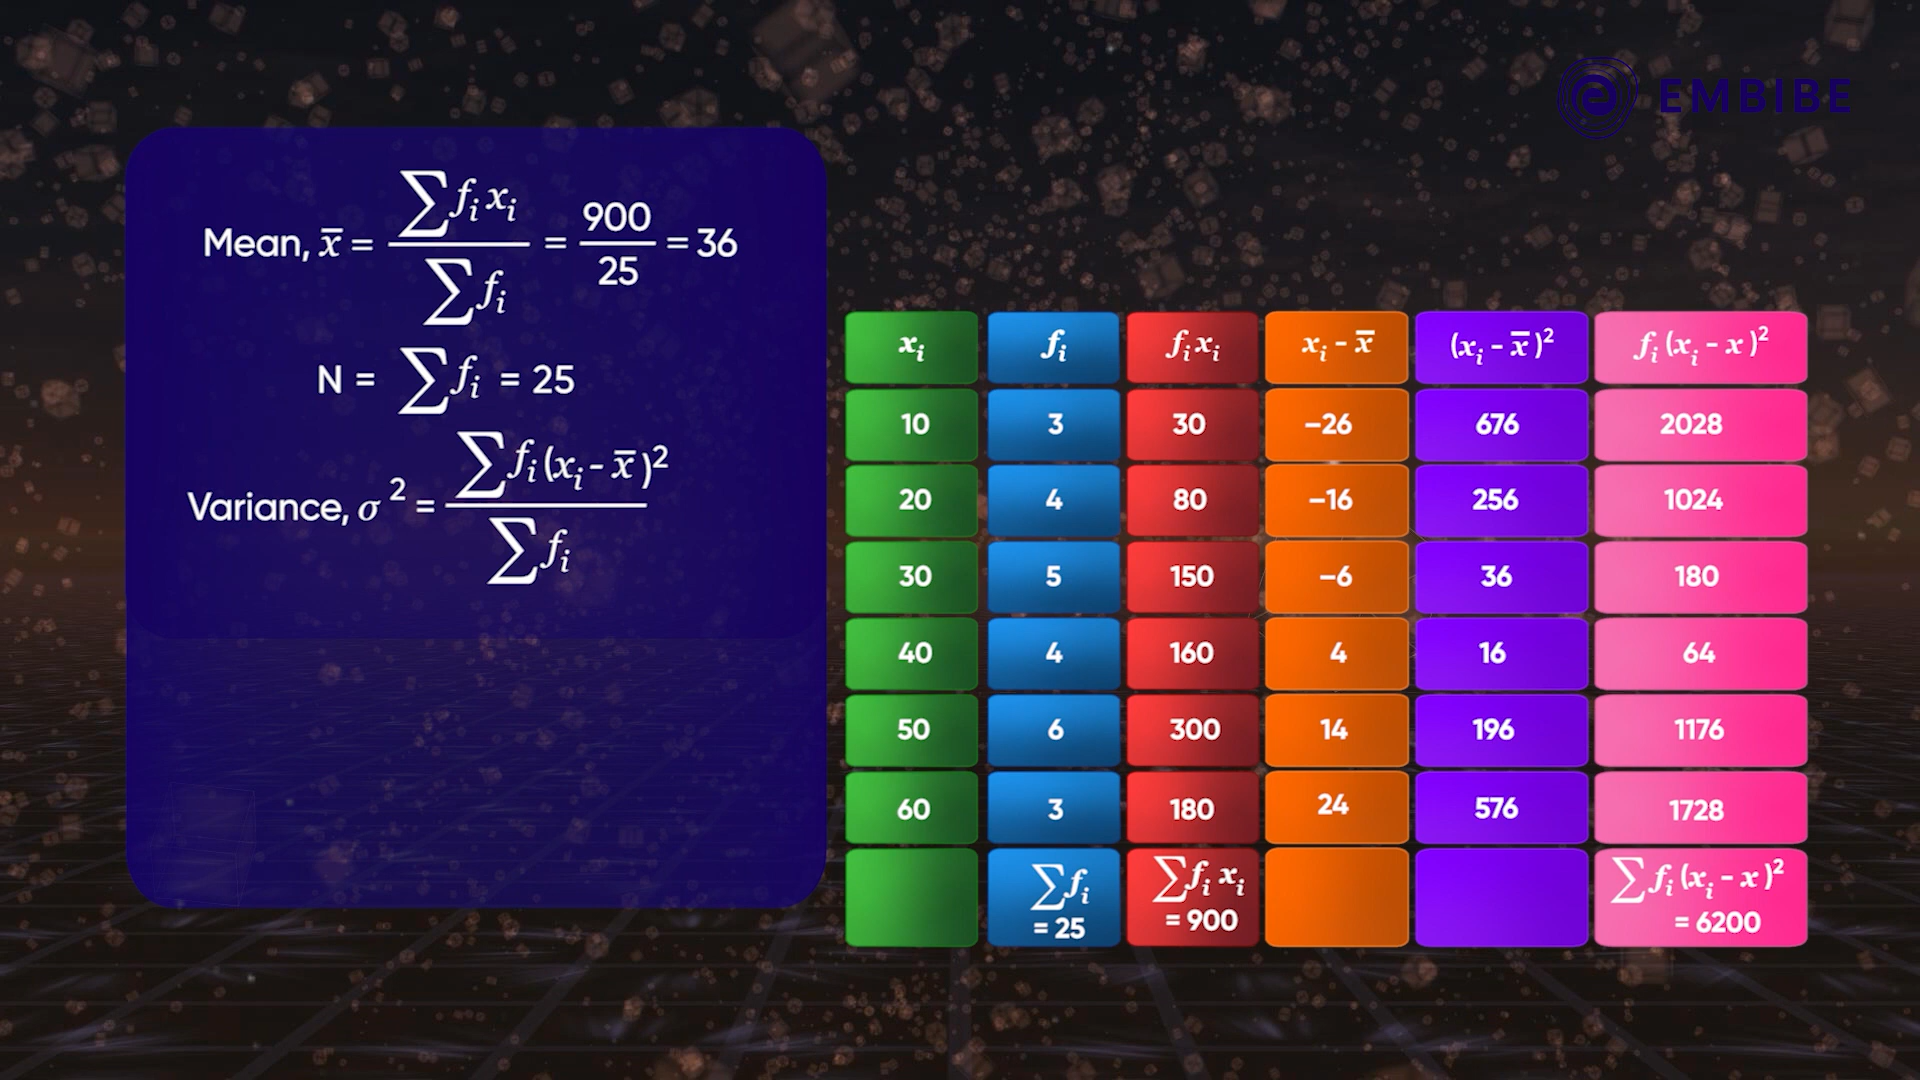 EMBIBE
Mean, x̄ = ∑fᵢxᵢ / ∑fᵢ = 900 / 25 = 36
N = ∑fᵢ = 25
Variance, σ² = ∑fᵢ(xᵢ - x̄)² / ∑fᵢ
xᵢ fᵢ fᵢxᵢ xᵢ - x̄ (xᵢ - x̄)² fᵢ(xᵢ - x)²
10 3 30 –26 676 2028
20 4 80 –16 256 1024
30 5 150 –6 36 180
40 4 160 4 16 64
50 6 300 14 196 1176
60 3 180 24 576 1728
∑fᵢ ∑fᵢxᵢ ∑fᵢ(xᵢ - x)²
= 25 = 900 = 6200